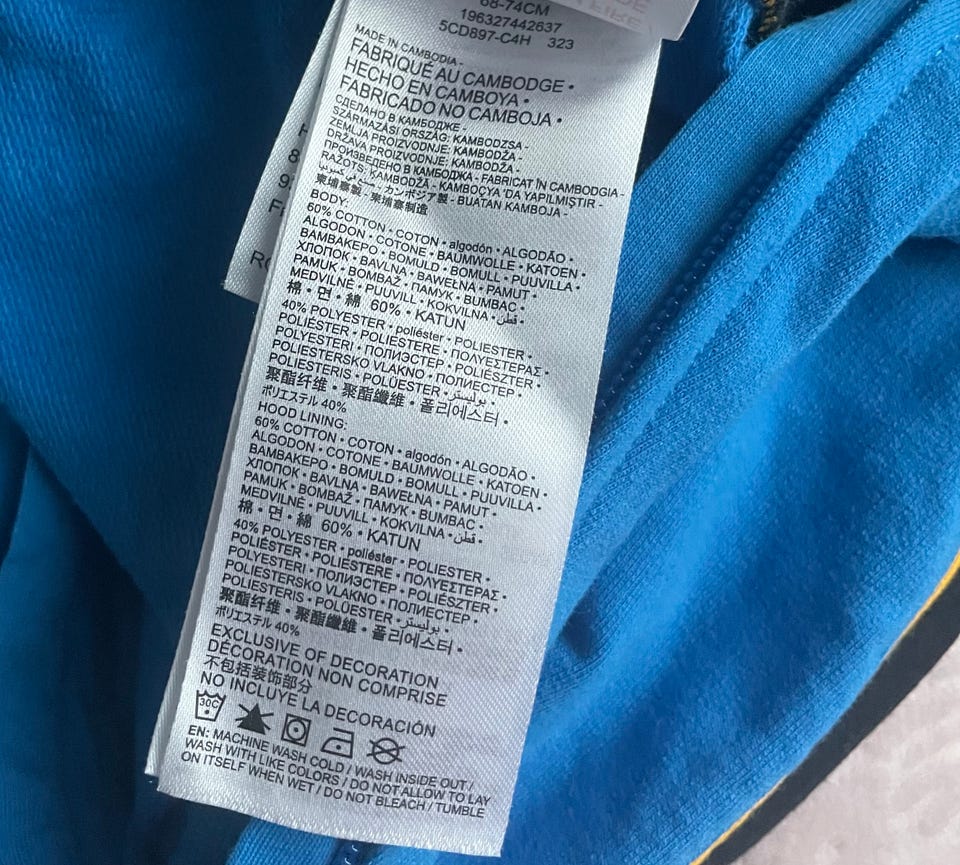 68-74CM
196327442637
5CD897-C4H 323
MADE IN CAMBODIA -
FABRIQUÉ AU CAMBODGE •
HECHO EN CAMBOYA •
FABRICADO NO CAMBOJA •
СДЕЛАНО В КАМБОДЖЕ -
SZÁRMAZÁSI ORSZÁG: KAMBODZSA -
ZEMLJA PROIZVODNJE: KAMBODŽA -
DRŽAVA PROIZVODNJE: KAMBODŽA -
ПРОИЗВЕДЕНО В КАМБОДЖА - FABRICAT ÎN CAMBODGIA -
RAŽOTS, KAMBODŽĀ - KAMBOÇYA 'DA YAPILMIŞTIR -
柬埔寨製 - カンボジア製 - BUATAN KAMBOJA -
柬埔寨制造
BODY:
60% COTTON • COTON • algodón • ALGODÃO •
ALGODON • COTONE • BAUMWOLLE • KATOEN •
ΒΑΜΒΑΚΕΡΟ • BOMULD • BOMULL • PUUVILLA •
ХЛОПОК • BAVLNA • BAWEŁNA • PAMUT •
PAMUK • BOMBAŽ • ПАМУК • BUMBAC •
MEDVILNĖ • PUUVILL • KOKVILNA • قطن •
棉 • 면 • 綿 60% • KATUN
40% POLYESTER • poliéster • POLIESTER •
POLIÉSTER • POLIESTERE • ΠΟΛΥΕΣΤΕΡΑΣ •
POLYESTERI • ПОЛИЭСТЕР • POLIÉSZTER •
POLIESTERSKO VLAKNO • ПОЛИЕСТЕР •
POLIESTERIS • POLÜESTER • بوليستر •
聚酯纤维 • 聚酯纖維 • 폴리에스터 •
ポリエステル 40%
HOOD LINING:
60% COTTON • COTON • algodón • ALGODÃO •
ALGODON • COTONE • BAUMWOLLE • KATOEN •
ΒΑΜΒΑΚΕΡΟ • BOMULD • BOMULL • PUUVILLA •
ХЛОПОК • BAVLNA • BAWEŁNA • PAMUT •
PAMUK • BOMBAŽ • ПАМУК • BUMBAC •
MEDVILNĖ • PUUVILL • KOKVILNA • قطن •
棉 • 면 • 綿 60% • KATUN
40% POLYESTER • poliéster • POLIESTER •
POLIÉSTER • POLIESTERE • ΠΟΛΥΕΣΤΕΡΑΣ •
POLYESTERI • ПОЛИЭСТЕР • POLIÉSZTER •
POLIESTERSKO VLAKNO • ПОЛИЕСТЕР •
POLIESTERIS • POLÜESTER • بوليستر •
聚酯纤维 • 聚酯纖維 • 폴리에스터 •
ポリエステル 40%
EXCLUSIVE OF DECORATION
DÉCORATION NON COMPRISE
不包括装饰部分
NO INCLUYE LA DECORACIÓN
30C
EN: MACHINE WASH COLD / WASH INSIDE OUT /
WASH WITH LIKE COLORS / DO NOT ALLOW TO LAY
ON ITSELF WHEN WET / DO NOT BLEACH / TUMBLE